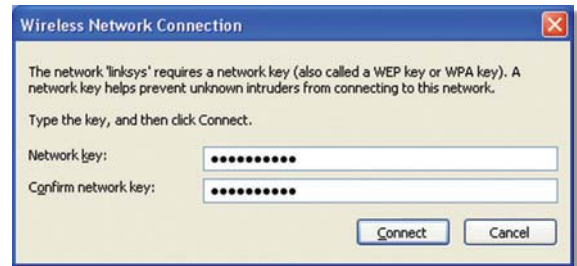 Wireless Network Connection
The network 'linksys' requires a network key (also called a WEP key or WPA key). A
network key helps prevent unknown intruders from connecting to this network.
Type the key, and then click Connect.
Network key: ●●●●●●●●●●
Confirm network key: ●●●●●●●●●●
Connect Cancel